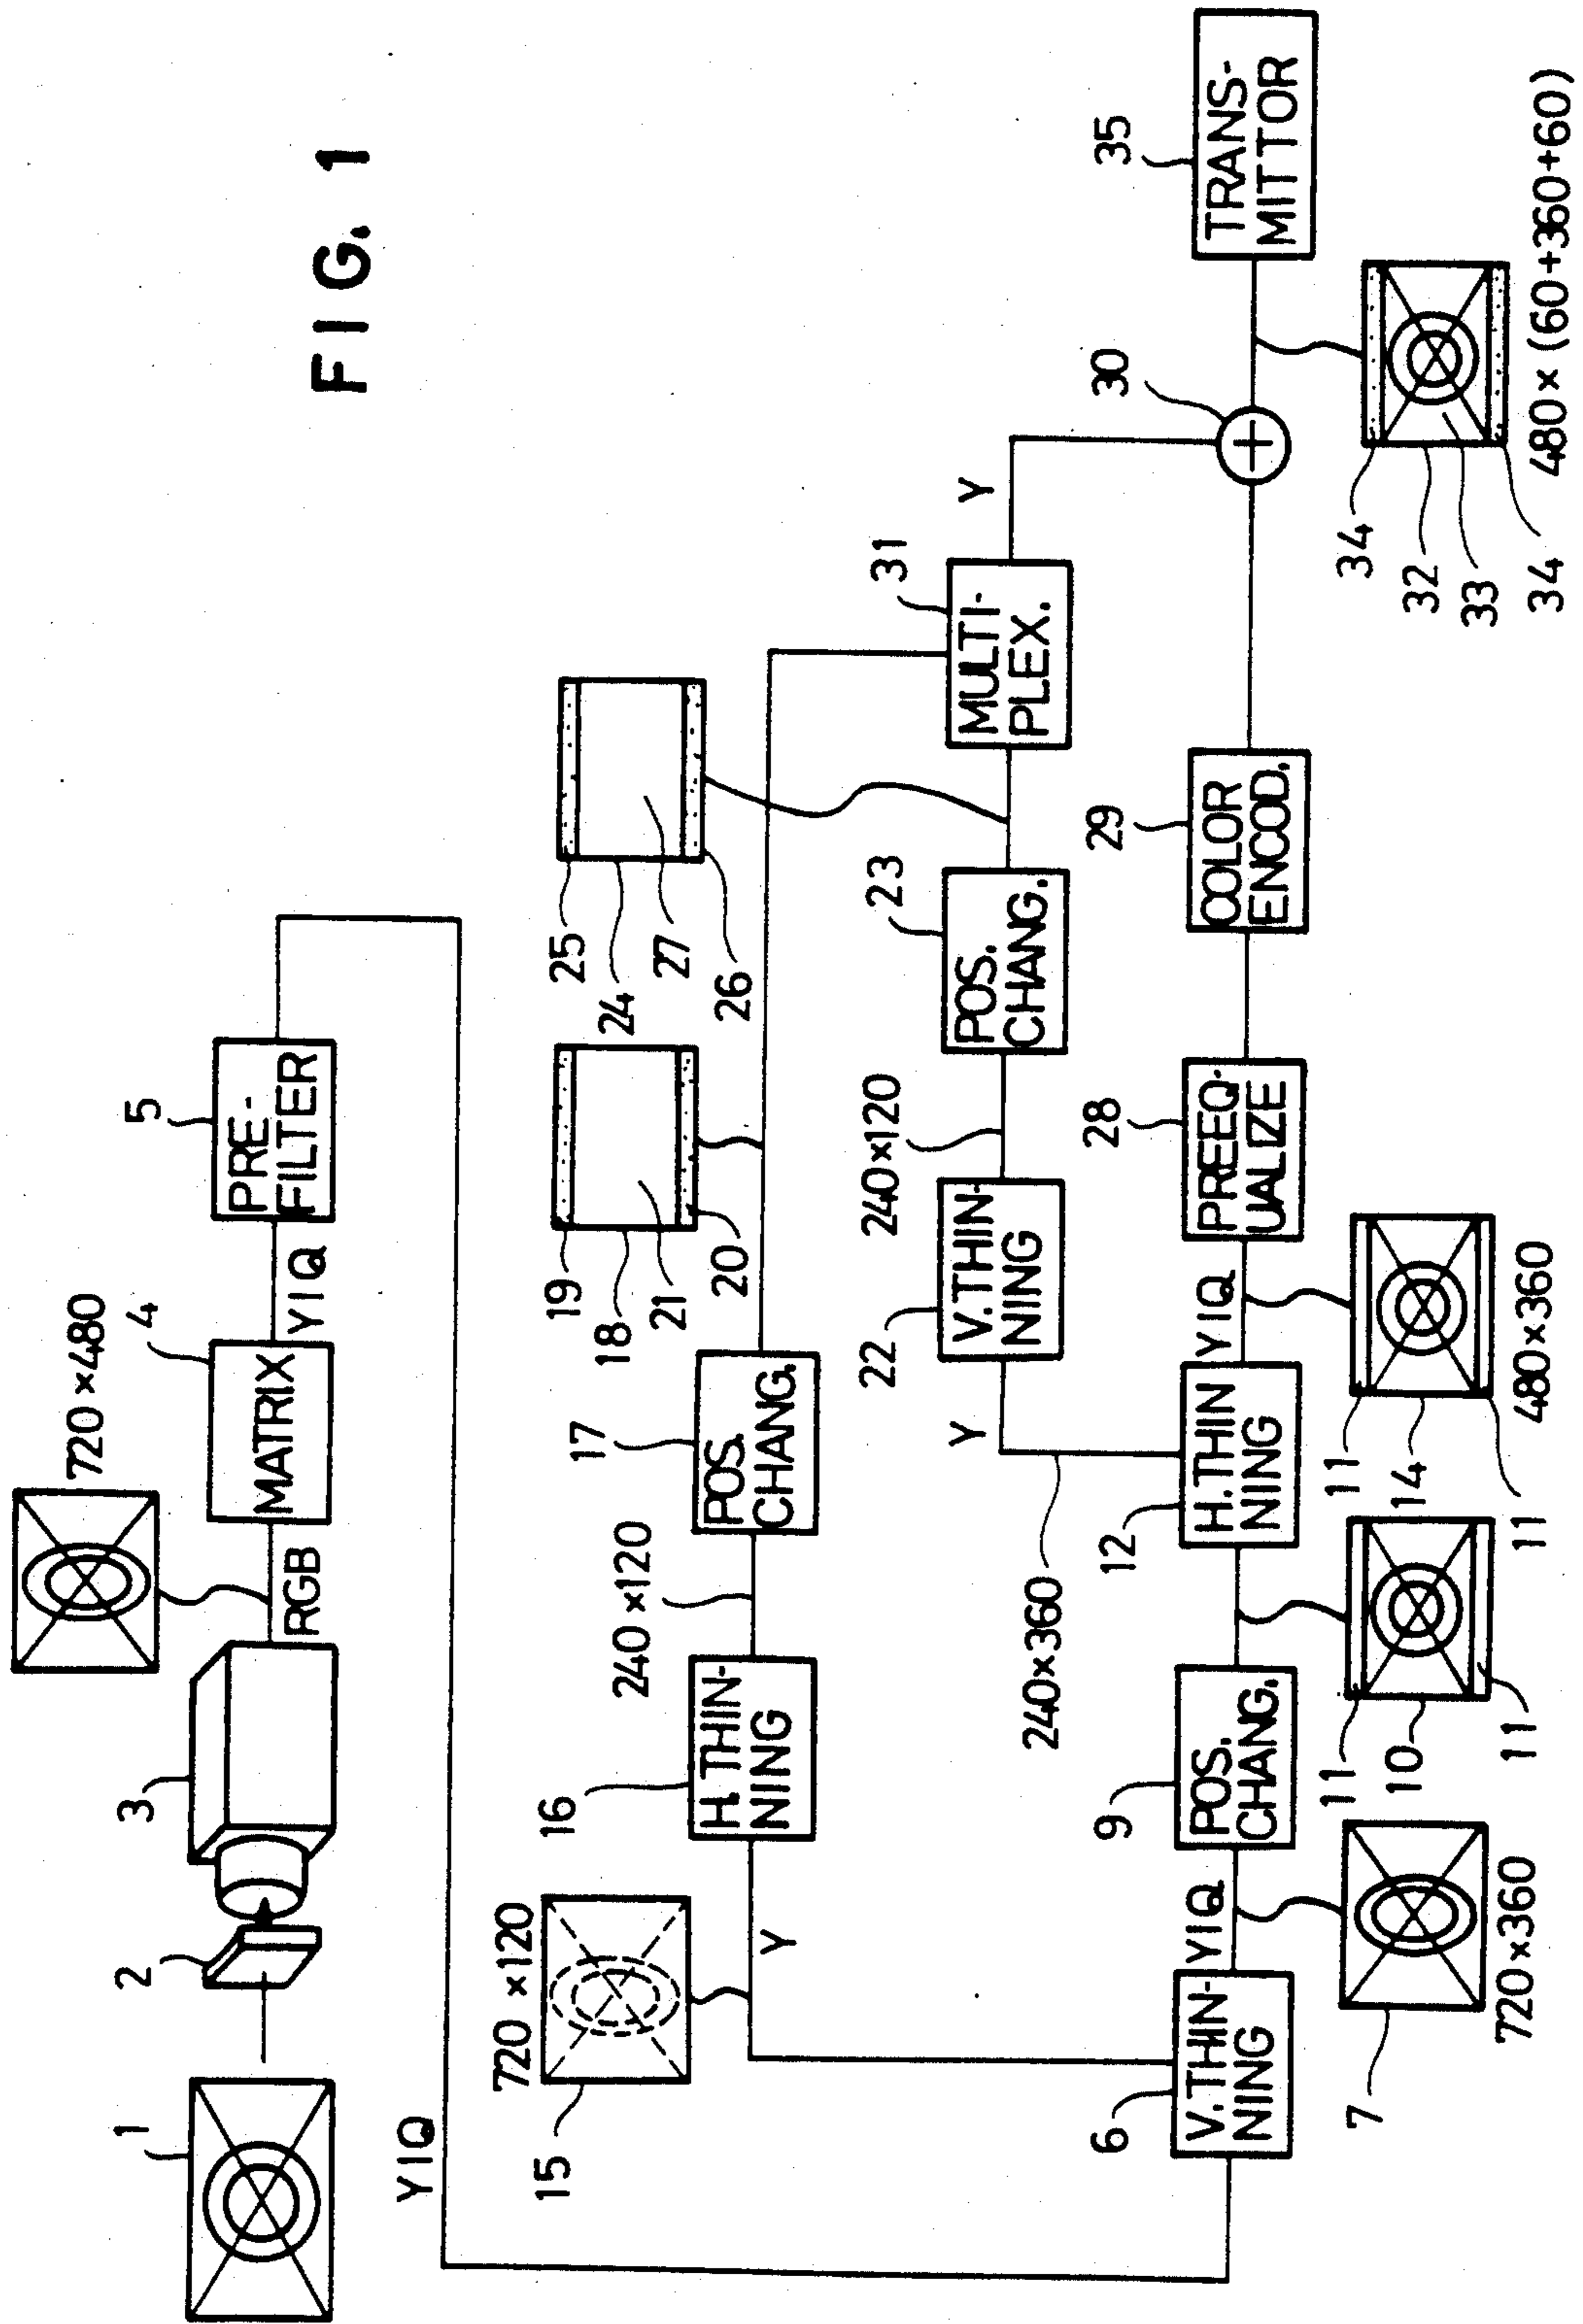 FIG. 1
1
2
3
720×480
RGB
4
MATRIX
YIQ
5
PRE-
FILTER
YIQ
15
720×120
Y
16
H.THIN-
NING
240×120
17
POS.
CHANG.
19
18
21
20
25
24
27
26
Y
22
V.THIN-
NING
240×120
23
POS.
CHANG.
31
MULTI-
PLEX.
Y
240×360
6
V.THIN-
NING
YIQ
7
720×360
9
POS.
CHANG.
11
10
11
12
H.THIN
NING
YIQ
11
14
11
480×360
28
PREEQ-
UALIZE
29
COLOR
ENCOD.
30
+
35
TRANS-
MITTOR
34
32
33
34
480×(60+360+60)